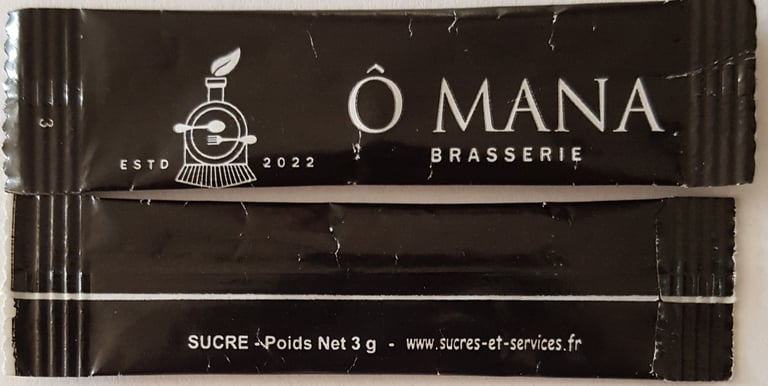 3
Ô MANA
ESTD 2022
BRASSERIE
SUCRE - Poids Net 3 g - www.sucres-et-services.fr